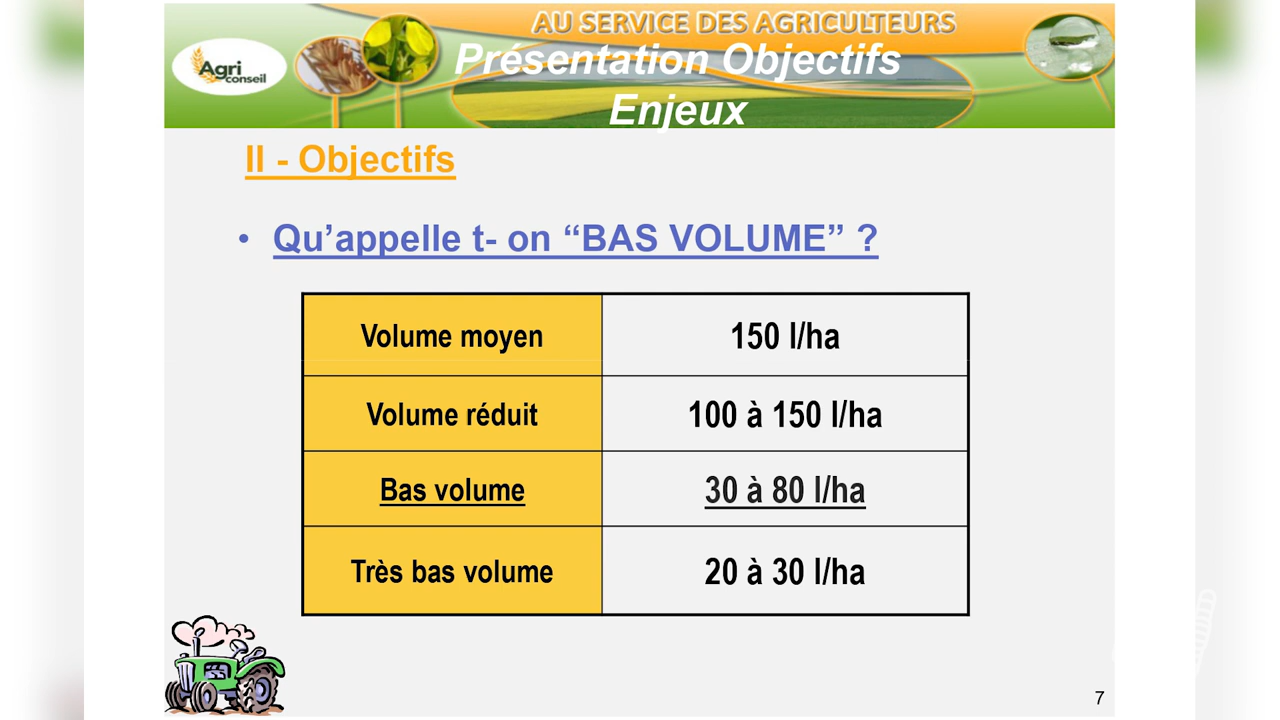 AU SERVICE DES AGRICULTEURS
Agri
conseil
Présentation Objectifs
Enjeux
II - Objectifs
• Qu’appelle t- on “BAS VOLUME” ?
Volume moyen 150 l/ha
Volume réduit 100 à 150 l/ha
Bas volume 30 à 80 l/ha
Très bas volume 20 à 30 l/ha
7